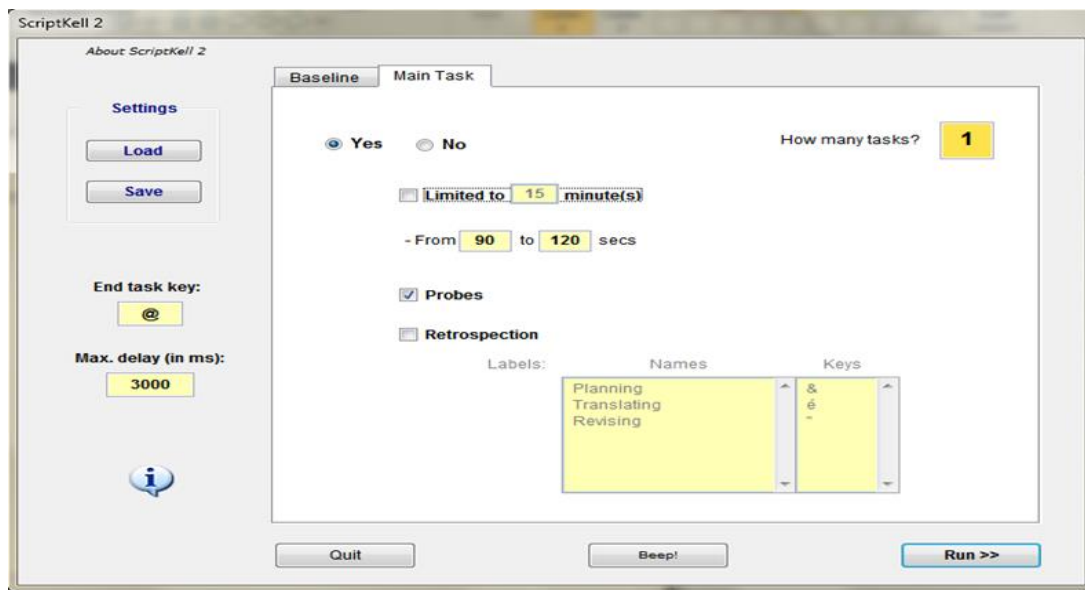 ScriptKell 2
About ScriptKell 2
Baseline Main Task
Settings
Load
Save
Yes No
How many tasks? 1
Limited to 15 minute(s)
- From 90 to 120 secs
End task key:
@
Probes
Retrospection
Max. delay (in ms):
3000
Labels: Names Keys
Planning &
Translating é
Revising "
Quit Beep! Run >>